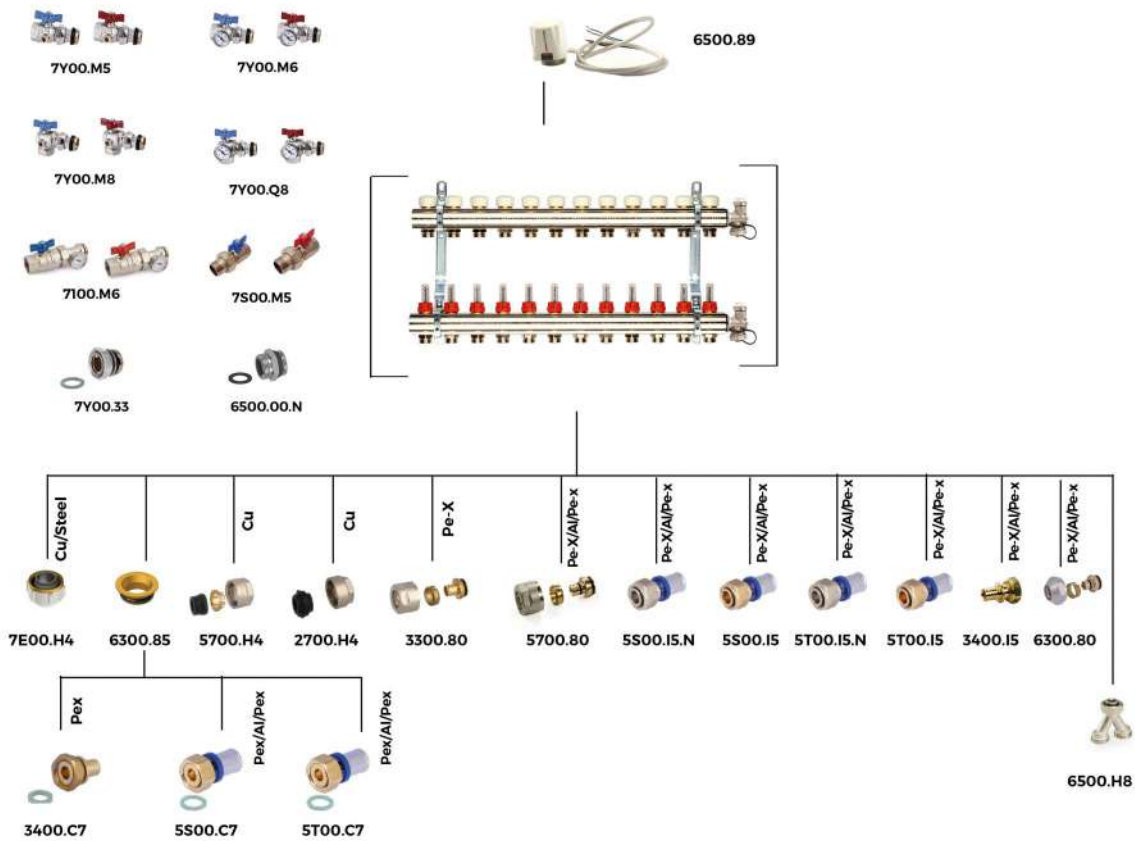 6500.89
7Y00.M5
7Y00.M6
7Y00.M8
7Y00.Q8
7100.M6
7S00.M5
7Y00.33
6500.00.N
Cu/Steel
Cu
Cu
Pe-X
Pe-X/Al/Pe-x
Pe-X/Al/Pe-x
Pe-X/Al/Pe-x
Pe-X/Al/Pe-x
Pe-X/Al/Pe-x
Pe-X/Al/Pe-x
Pe-X/Al/Pe-x
7E00.H4
6300.85
5700.H4
2700.H4
3300.80
5700.80
5S00.I5.N
5S00.I5
5T00.I5.N
5T00.I5
3400.I5
6300.80
Pex
Pex/Al/Pex
Pex/Al/Pex
6500.H8
3400.C7
5S00.C7
5T00.C7